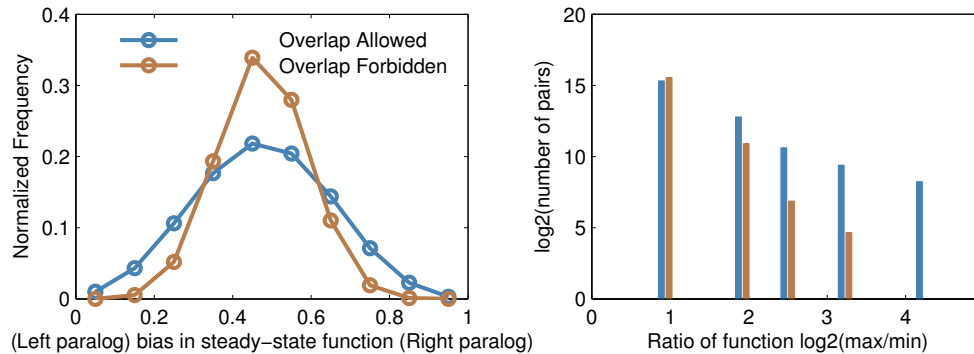 0.4
0.3
0.2
0.1
0
Normalized Frequency
Overlap Allowed
Overlap Forbidden
0 0.2 0.4 0.6 0.8 1
(Left paralog) bias in steady-state function (Right paralog)
20
15
10
5
0
log2(number of pairs)
0 1 2 3 4
Ratio of function log2(max/min)